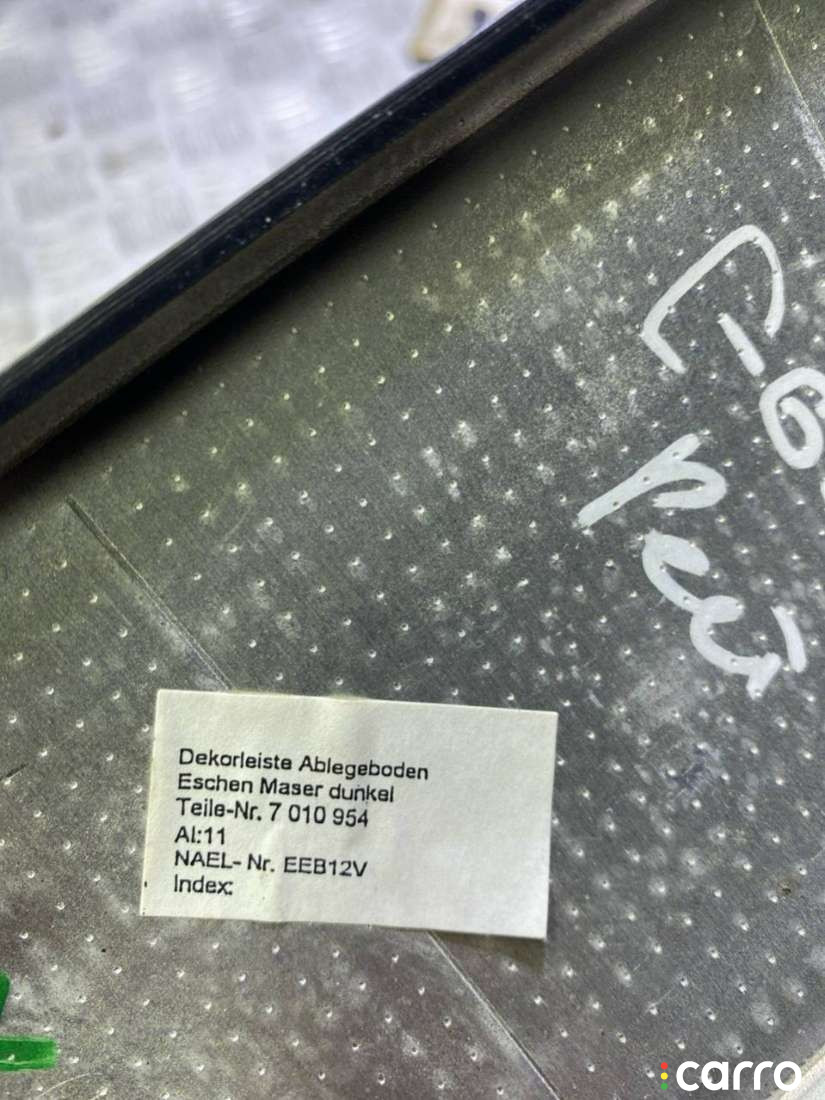 Dekorleiste Ablegeboden
Eschen Maser dunkel
Teile-Nr. 7 010 954
AI:11
NAEL- Nr. EEB12V
Index:
carro